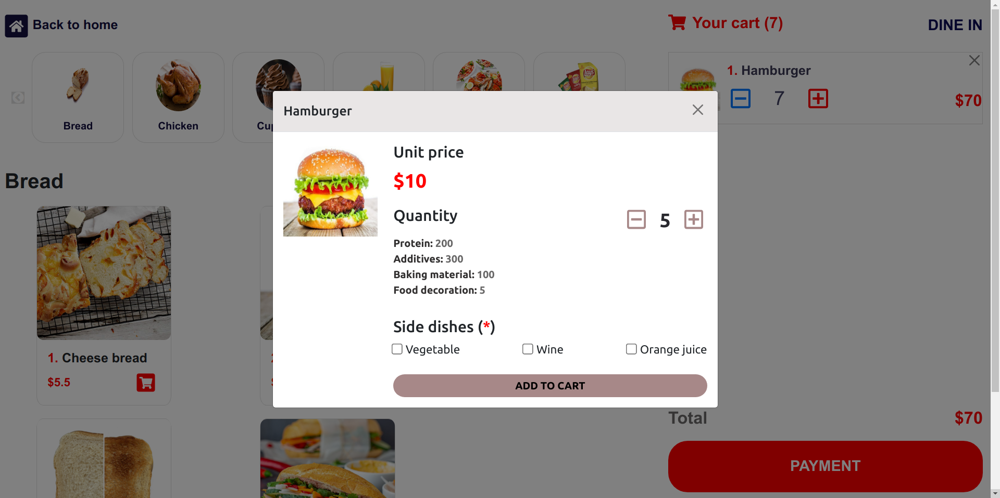 Back to home
Your cart (7)
DINE IN
Bread
Chicken
Cup
Lay's
1. Hamburger
7
$70
Hamburger
Unit price
$10
Quantity
5
Protein: 200
Additives: 300
Baking material: 100
Food decoration: 5
Side dishes (*)
Vegetable
Wine
Orange juice
ADD TO CART
Bread
1. Cheese bread
$5.5
Total
$70
PAYMENT